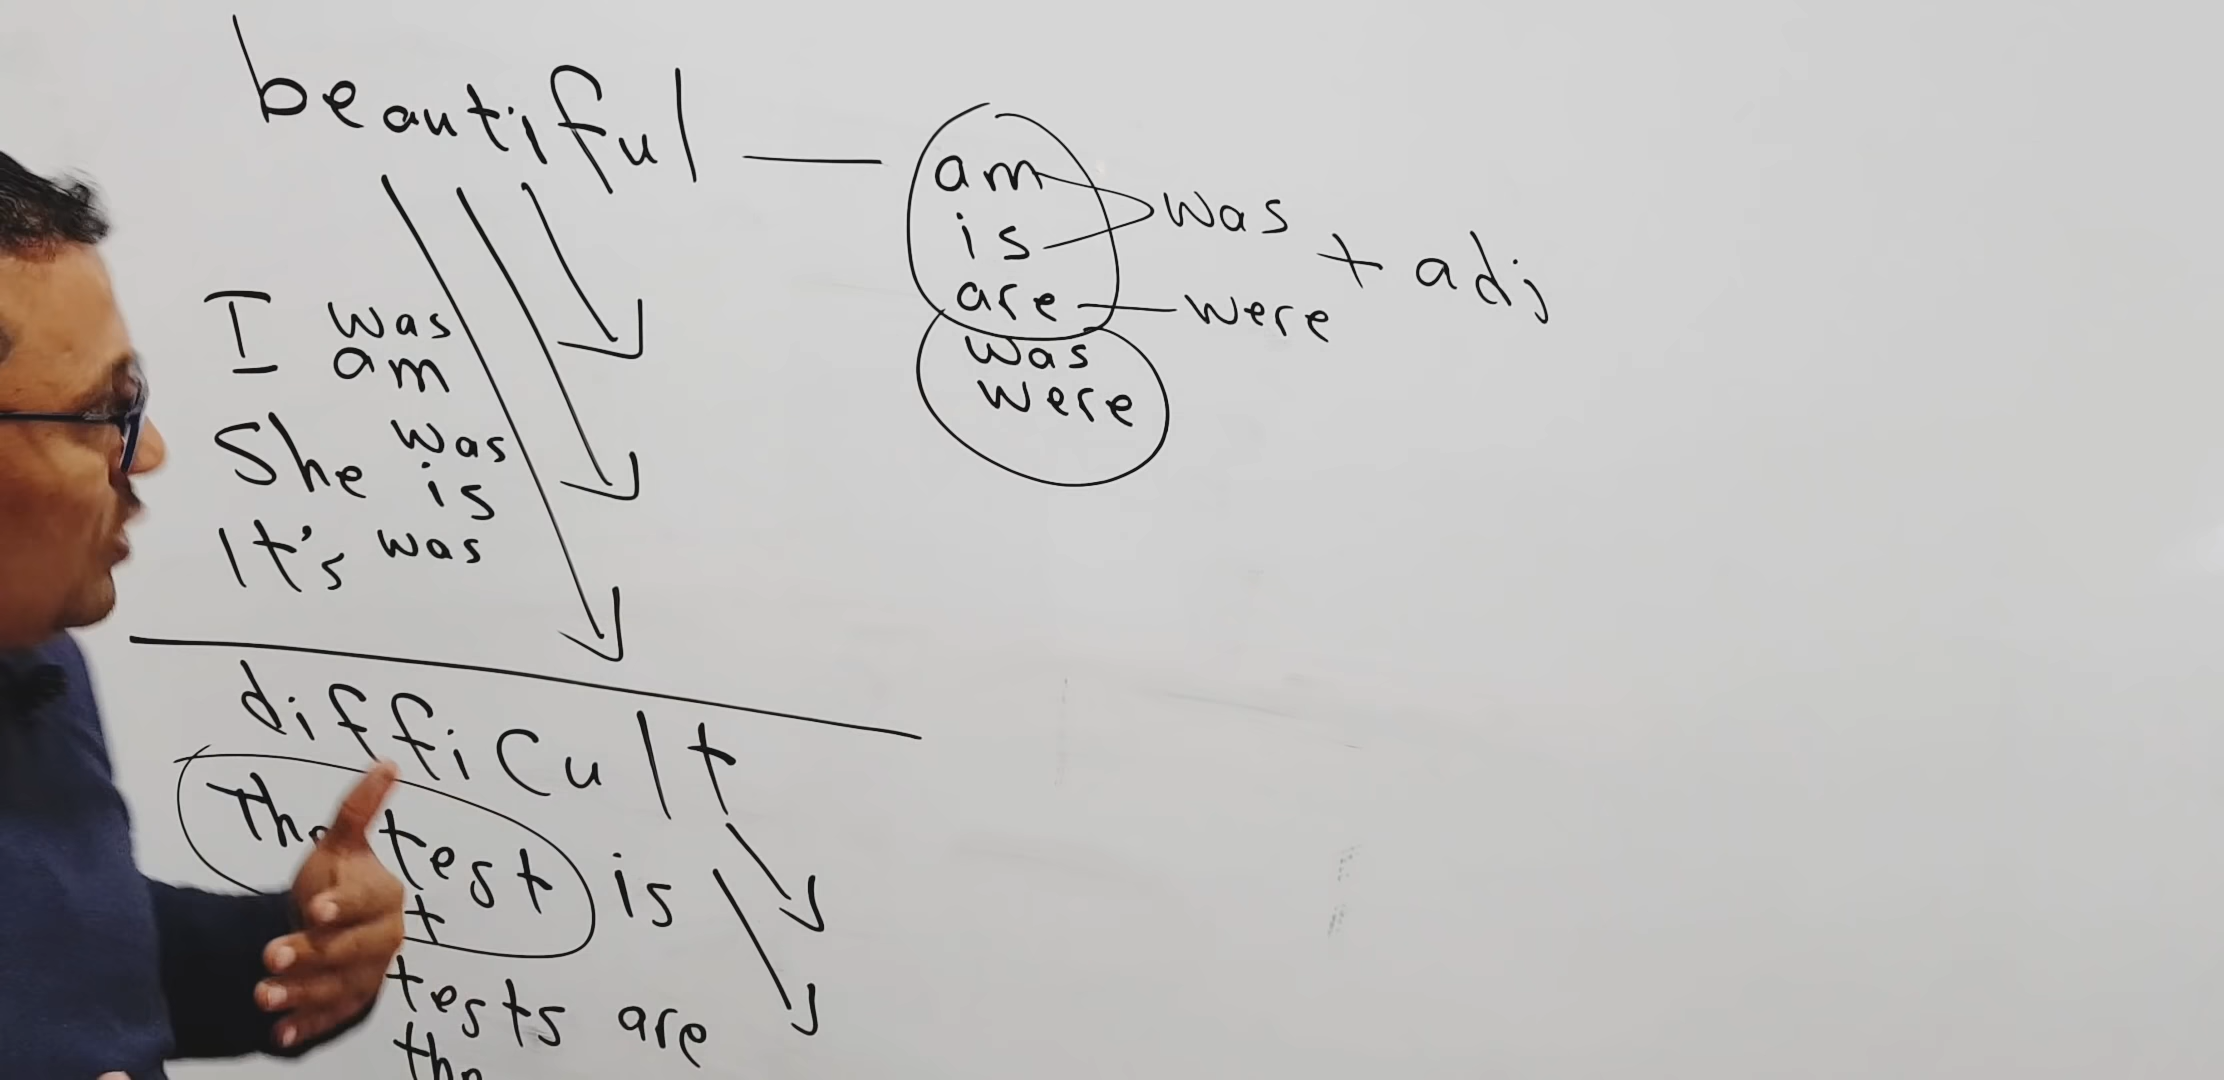 beautiful —
am
is
are
was
were
was
were
+ adj
I was
am
She was
is
It's was
difficult
The test is
t
tests are
the